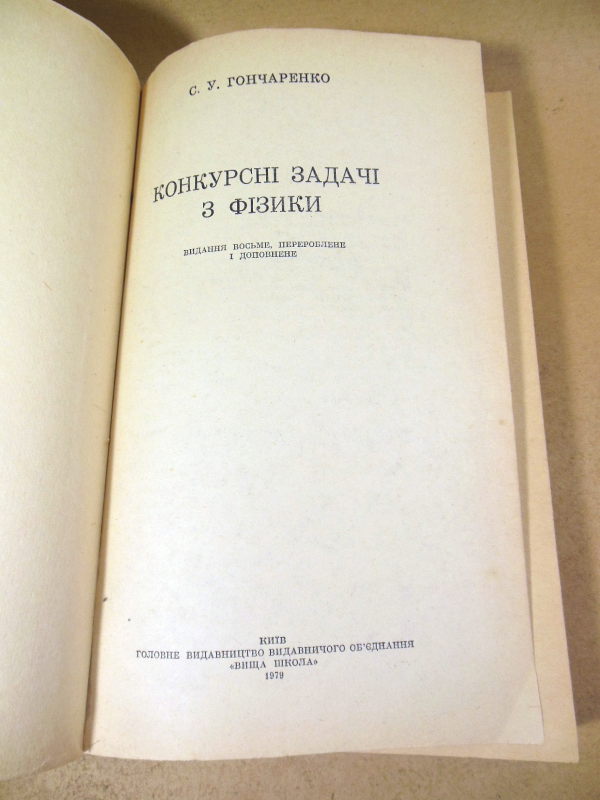 С. У. ГОНЧАРЕНКО
КОНКУРСНІ ЗАДАЧІ
З ФІЗИКИ
ВИДАННЯ ВОСЬМЕ, ПЕРЕРОБЛЕНЕ
І ДОПОВНЕНЕ
КИЇВ
ГОЛОВНЕ ВИДАВНИЦТВО ВИДАВНИЧОГО ОБ'ЄДНАННЯ
«ВИЩА ШКОЛА»
1979